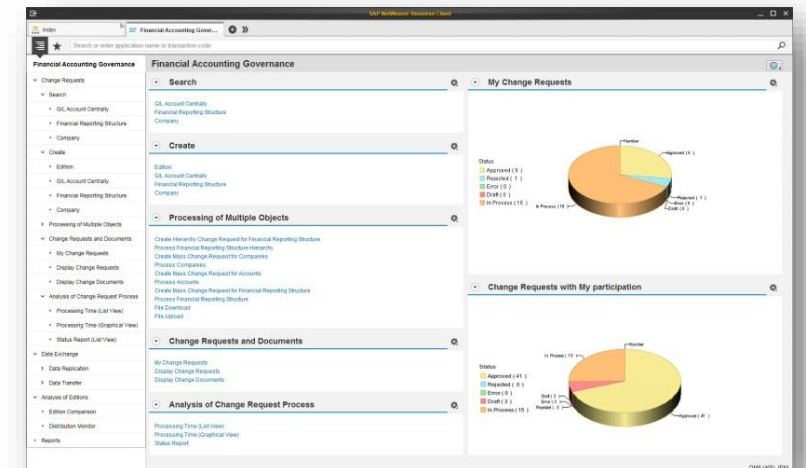 SAP NetWeaver Business Client
Index
Financial Accounting Gover...
Search or enter application name or transaction code
Financial Accounting Governance
Change Requests
Search
G/L Account Centrally
Financial Reporting Structure
Company
Create
Edition
G/L Account Centrally
Financial Reporting Structure
Company
Processing of Multiple Objects
Change Requests and Documents
My Change Requests
Display Change Requests
Display Change Documents
Analysis of Change Request Process
Processing Time (List View)
Processing Time (Graphical View)
Status Report (List View)
Data Exchange
Data Replication
Data Transfer
Analysis of Editions
Edition Comparison
Distribution Monitor
Reports
Financial Accounting Governance
Search
G/L Account Centrally
Financial Reporting Structure
Company
Create
Edition
G/L Account Centrally
Financial Reporting Structure
Company
Processing of Multiple Objects
Create Hierarchy Change Request for Financial Reporting Structure
Process Financial Reporting Structure Hierarchy
Create Mass Change Request for Companies
Process Companies
Create Mass Change Request for Accounts
Process Accounts
Create Mass Change Request for Financial Reporting Structure
Process Financial Reporting Structure
File Download
File Upload
Change Requests and Documents
My Change Requests
Display Change Requests
Display Change Documents
Analysis of Change Request Process
Processing Time (List View)
Processing Time (Graphical View)
Status Report
My Change Requests
Status
Rejected ( 1 )
Error ( 0 )
In Process ( 15 )
Number
In Process ( 15 )
Rejected ( 1 )
Change Requests with My participation
Status
Approved ( 41 )
Error ( 0 )
Draft ( 3 )
In Process ( 15 )
Number
In Process ( 15 )
Draft ( 3 )
Error ( 0 )
Approved ( 41 )